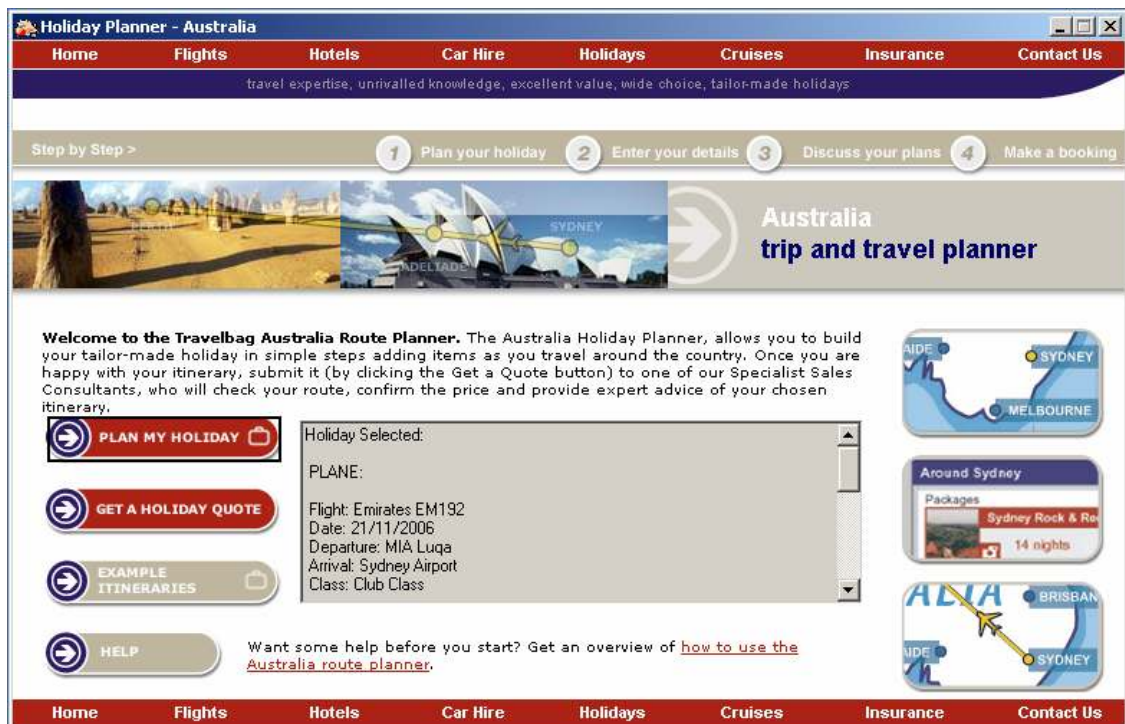 Holiday Planner - Australia
Home Flights Hotels Car Hire Holidays Cruises Insurance Contact Us
travel expertise, unrivalled knowledge, excellent value, wide choice, tailor-made holidays
Step by Step > 1 Plan your holiday 2 Enter your details 3 Discuss your plans 4 Make a booking
PERTH
ADELIADE
SYDNEY
Australia
trip and travel planner
Welcome to the Travelbag Australia Route Planner. The Australia Holiday Planner, allows you to build
your tailor-made holiday in simple steps adding items as you travel around the country. Once you are
happy with your itinerary, submit it (by clicking the Get a Quote button) to one of our Specialist Sales
Consultants, who will check your route, confirm the price and provide expert advice of your chosen
itinerary.
PLAN MY HOLIDAY
GET A HOLIDAY QUOTE
EXAMPLE
ITINERARIES
HELP
Holiday Selected:
PLANE:
Flight: Emirates EM192
Date: 21/11/2006
Departure: MIA Luqa
Arrival: Sydney Airport
Class: Club Class
Want some help before you start? Get an overview of how to use the
Australia route planner.
AIDE
SYDNEY
MELBOURNE
Around Sydney
Packages
Sydney Rock & Re
14 nights
ALIA
BRISBAN
AIDE
SYDNEY
Home Flights Hotels Car Hire Holidays Cruises Insurance Contact Us